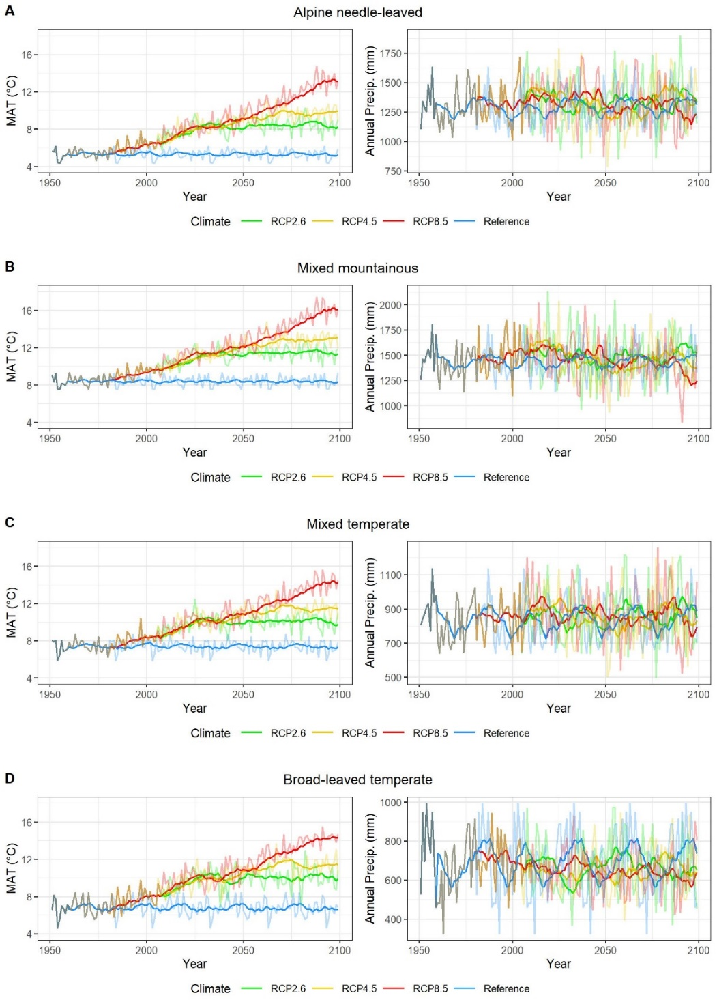 A
Alpine needle-leaved
MAT (°C)
16
12
8
4
1950 2000 2050 2100
Year
Annual Precip. (mm)
1750
1500
1250
1000
750
1950 2000 2050 2100
Year
Climate RCP2.6 RCP4.5 RCP8.5 Reference
B
Mixed mountainous
MAT (°C)
16
12
8
4
1950 2000 2050 2100
Year
Annual Precip. (mm)
2000
1750
1500
1250
1000
1950 2000 2050 2100
Year
Climate RCP2.6 RCP4.5 RCP8.5 Reference
C
Mixed temperate
MAT (°C)
16
12
8
4
1950 2000 2050 2100
Year
Annual Precip. (mm)
1100
900
700
500
1950 2000 2050 2100
Year
Climate RCP2.6 RCP4.5 RCP8.5 Reference
D
Broad-leaved temperate
MAT (°C)
16
12
8
4
1950 2000 2050 2100
Year
Annual Precip. (mm)
1000
800
600
400
1950 2000 2050 2100
Year
Climate RCP2.6 RCP4.5 RCP8.5 Reference